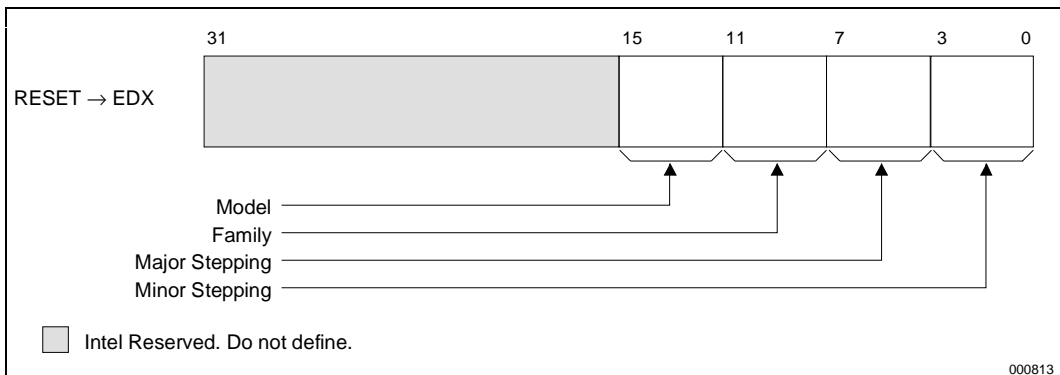 31 15 11 7 3 0
RESET → EDX
Model
Family
Major Stepping
Minor Stepping
Intel Reserved. Do not define.
000813